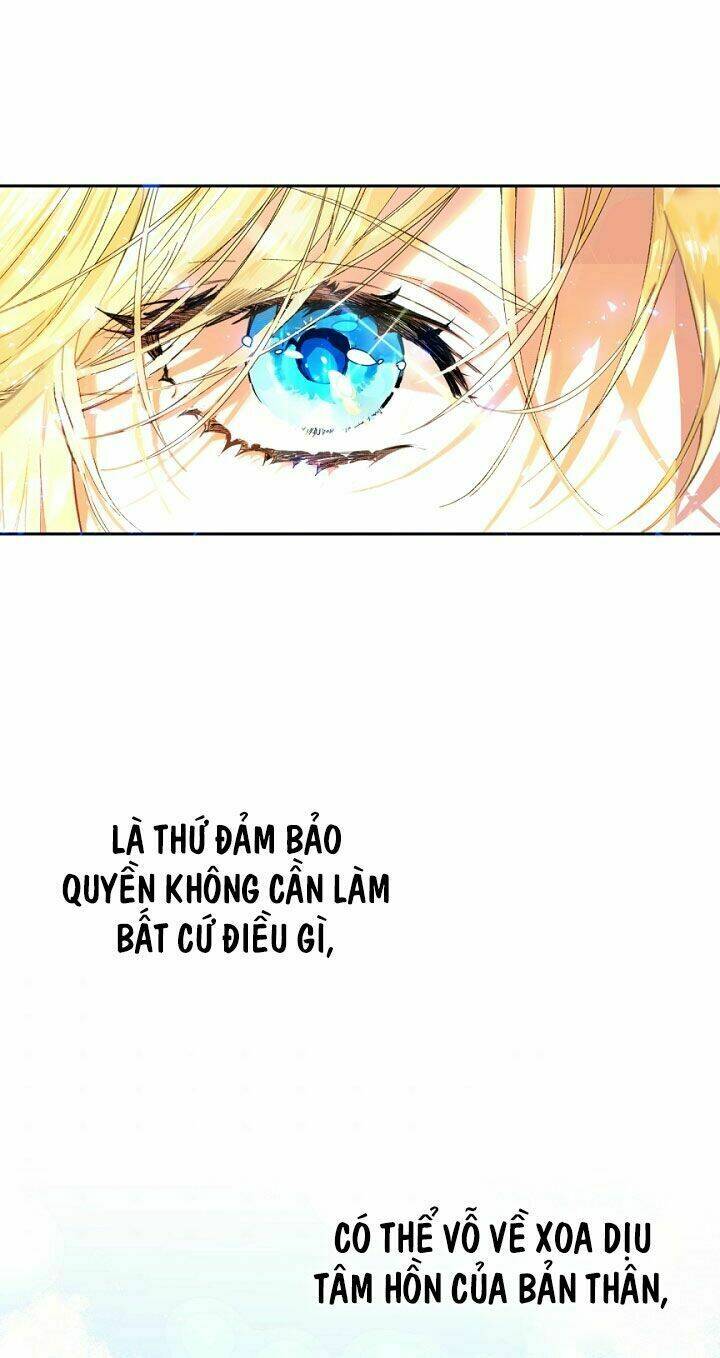 LÀ THỨ ĐẢM BẢO
QUYỀN KHÔNG CẦN LÀM
BẤT CỨ ĐIỀU GÌ,
CÓ THỂ VỖ VỀ XOA DỊU
TÂM HỒN CỦA BẢN THÂN,